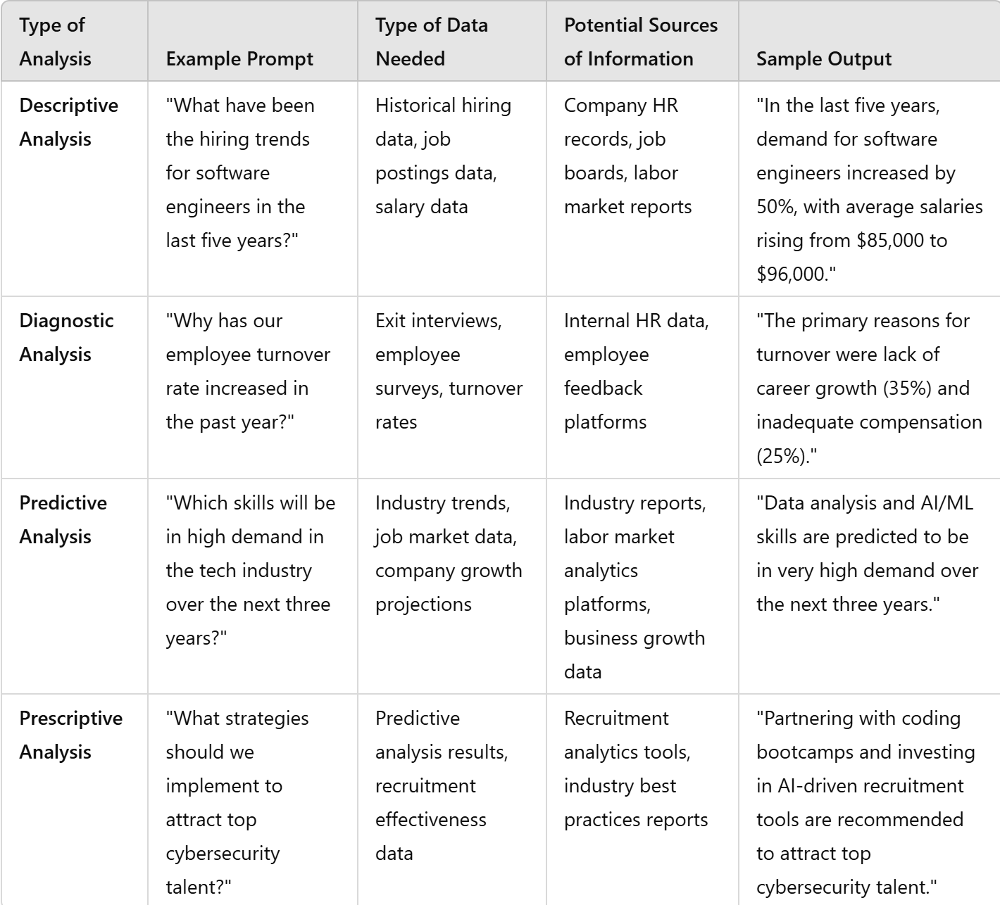 Type of
Analysis
Example Prompt
Type of Data
Needed
Potential Sources
of Information
Sample Output
Descriptive
Analysis
"What have been
the hiring trends
for software
engineers in the
last five years?"
Historical hiring
data, job
postings data,
salary data
Company HR
records, job
boards, labor
market reports
"In the last five years,
demand for software
engineers increased by
50%, with average salaries
rising from $85,000 to
$96,000."
Diagnostic
Analysis
"Why has our
employee turnover
rate increased in
the past year?"
Exit interviews,
employee
surveys, turnover
rates
Internal HR data,
employee
feedback
platforms
"The primary reasons for
turnover were lack of
career growth (35%) and
inadequate compensation
(25%)."
Predictive
Analysis
"Which skills will be
in high demand in
the tech industry
over the next three
years?"
Industry trends,
job market data,
company growth
projections
Industry reports,
labor market
analytics
platforms,
business growth
data
"Data analysis and AI/ML
skills are predicted to be
in very high demand over
the next three years."
Prescriptive
Analysis
"What strategies
should we
implement to
attract top
cybersecurity
talent?"
Predictive
analysis results,
recruitment
effectiveness
data
Recruitment
analytics tools,
industry best
practices reports
"Partnering with coding
bootcamps and investing
in AI-driven recruitment
tools are recommended
to attract top
cybersecurity talent."